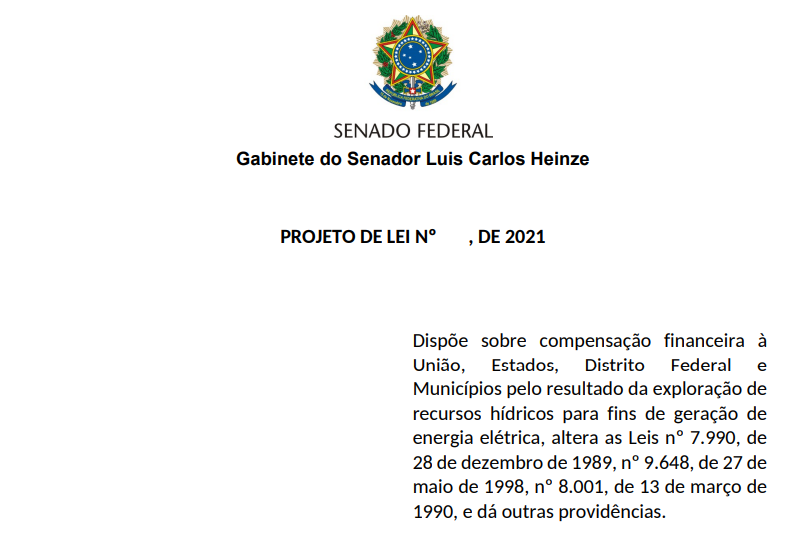 SENADO FEDERAL
Gabinete do Senador Luis Carlos Heinze
PROJETO DE LEI Nº , DE 2021
Dispõe sobre compensação financeira à
União, Estados, Distrito Federal e
Municípios pelo resultado da exploração de
recursos hídricos para fins de geração de
energia elétrica, altera as Leis nº 7.990, de
28 de dezembro de 1989, nº 9.648, de 27 de
maio de 1998, nº 8.001, de 13 de março de
1990, e dá outras providências.